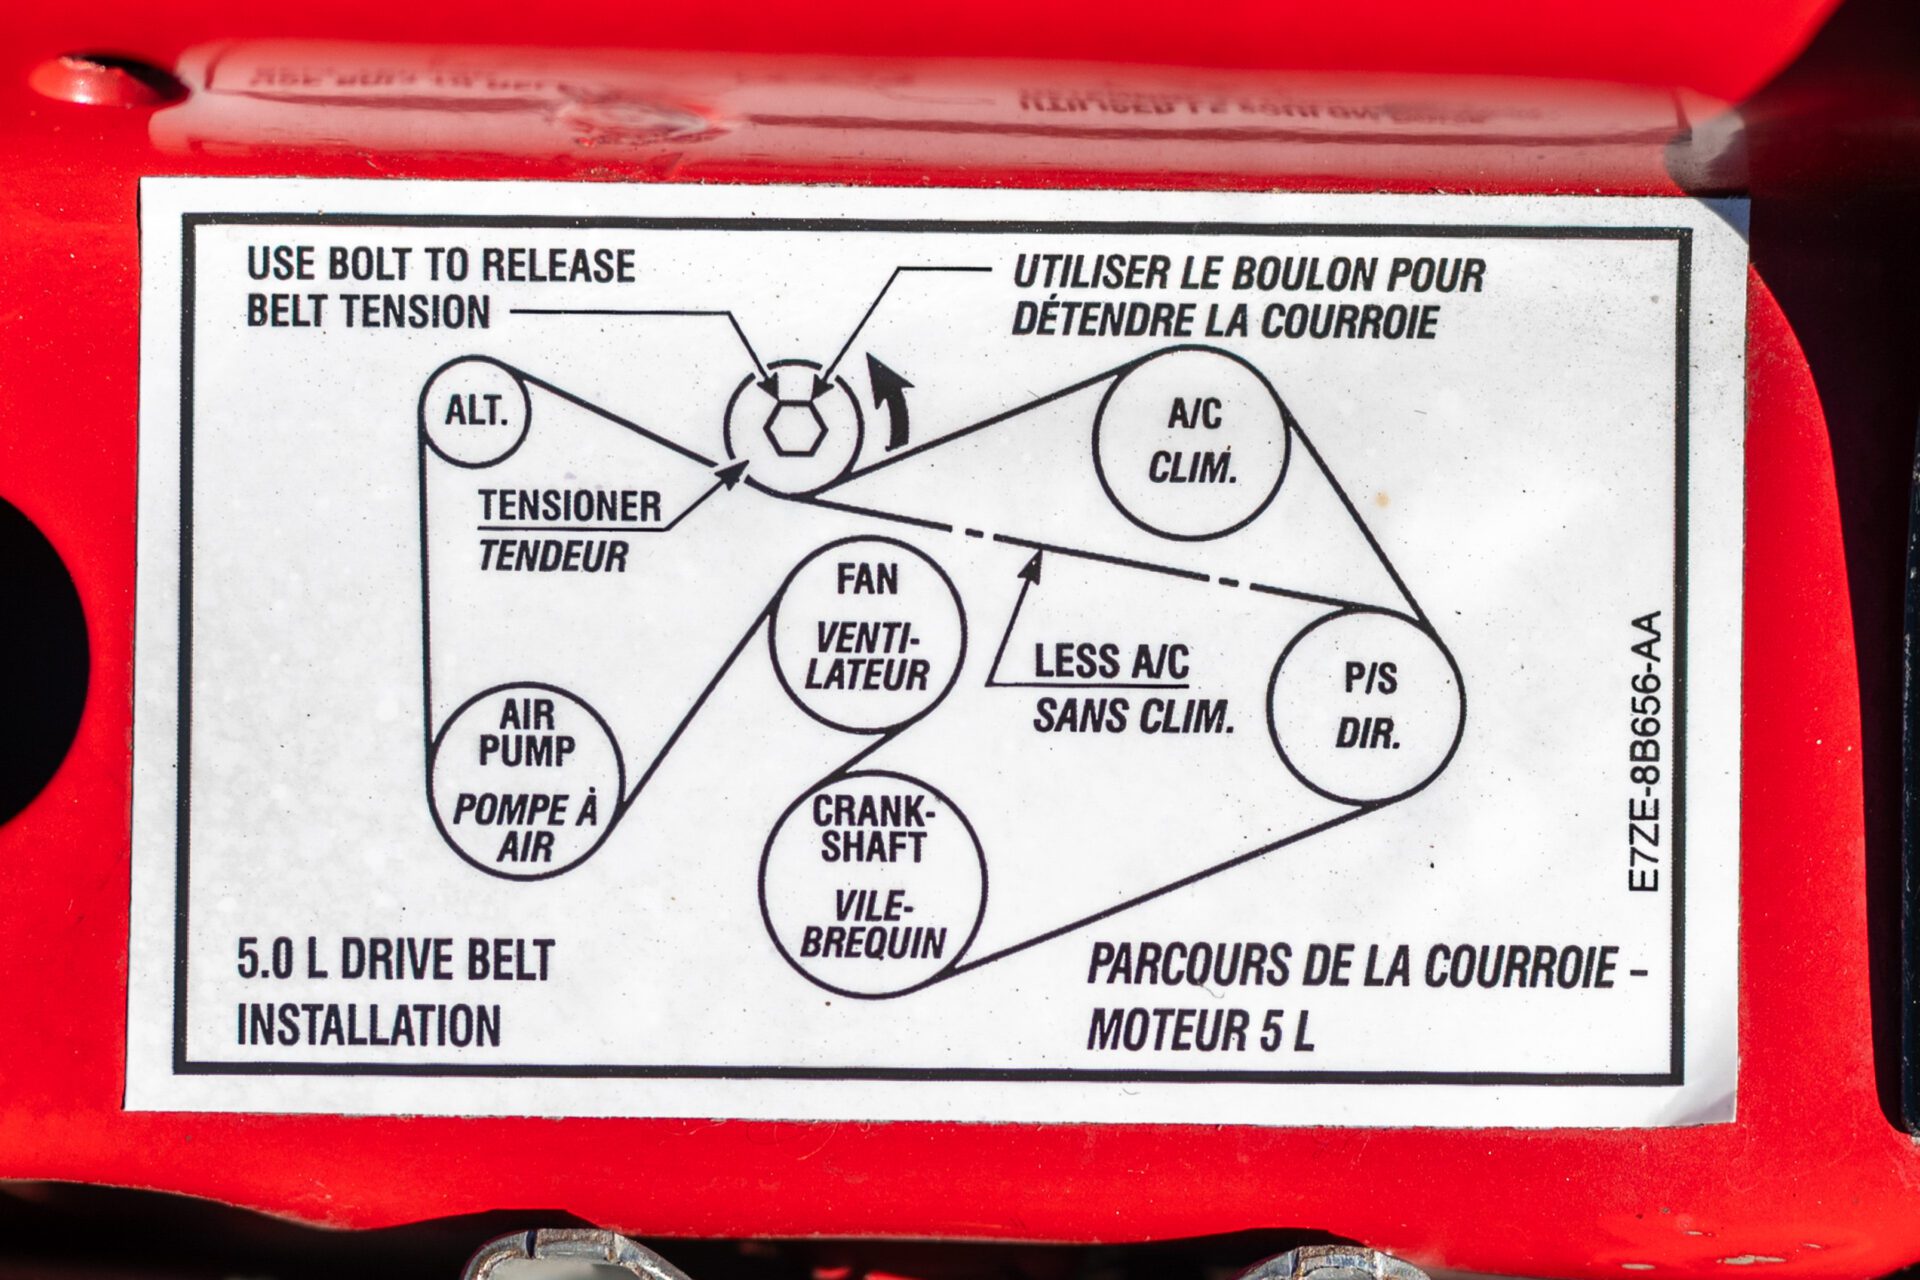 USE BOLT TO RELEASE
BELT TENSION
UTILISER LE BOULON POUR
DÉTENDRE LA COURROIE
ALT.
A/C
CLIM.
TENSIONER
TENDEUR
FAN
VENTI-
LATEUR
LESS A/C
SANS CLIM.
P/S
DIR.
AIR
PUMP
POMPE À
AIR
CRANK-
SHAFT
VILE-
BREQUIN
E7ZE-8B656-AA
5.0 L DRIVE BELT
INSTALLATION
PARCOURS DE LA COURROIE -
MOTEUR 5 L